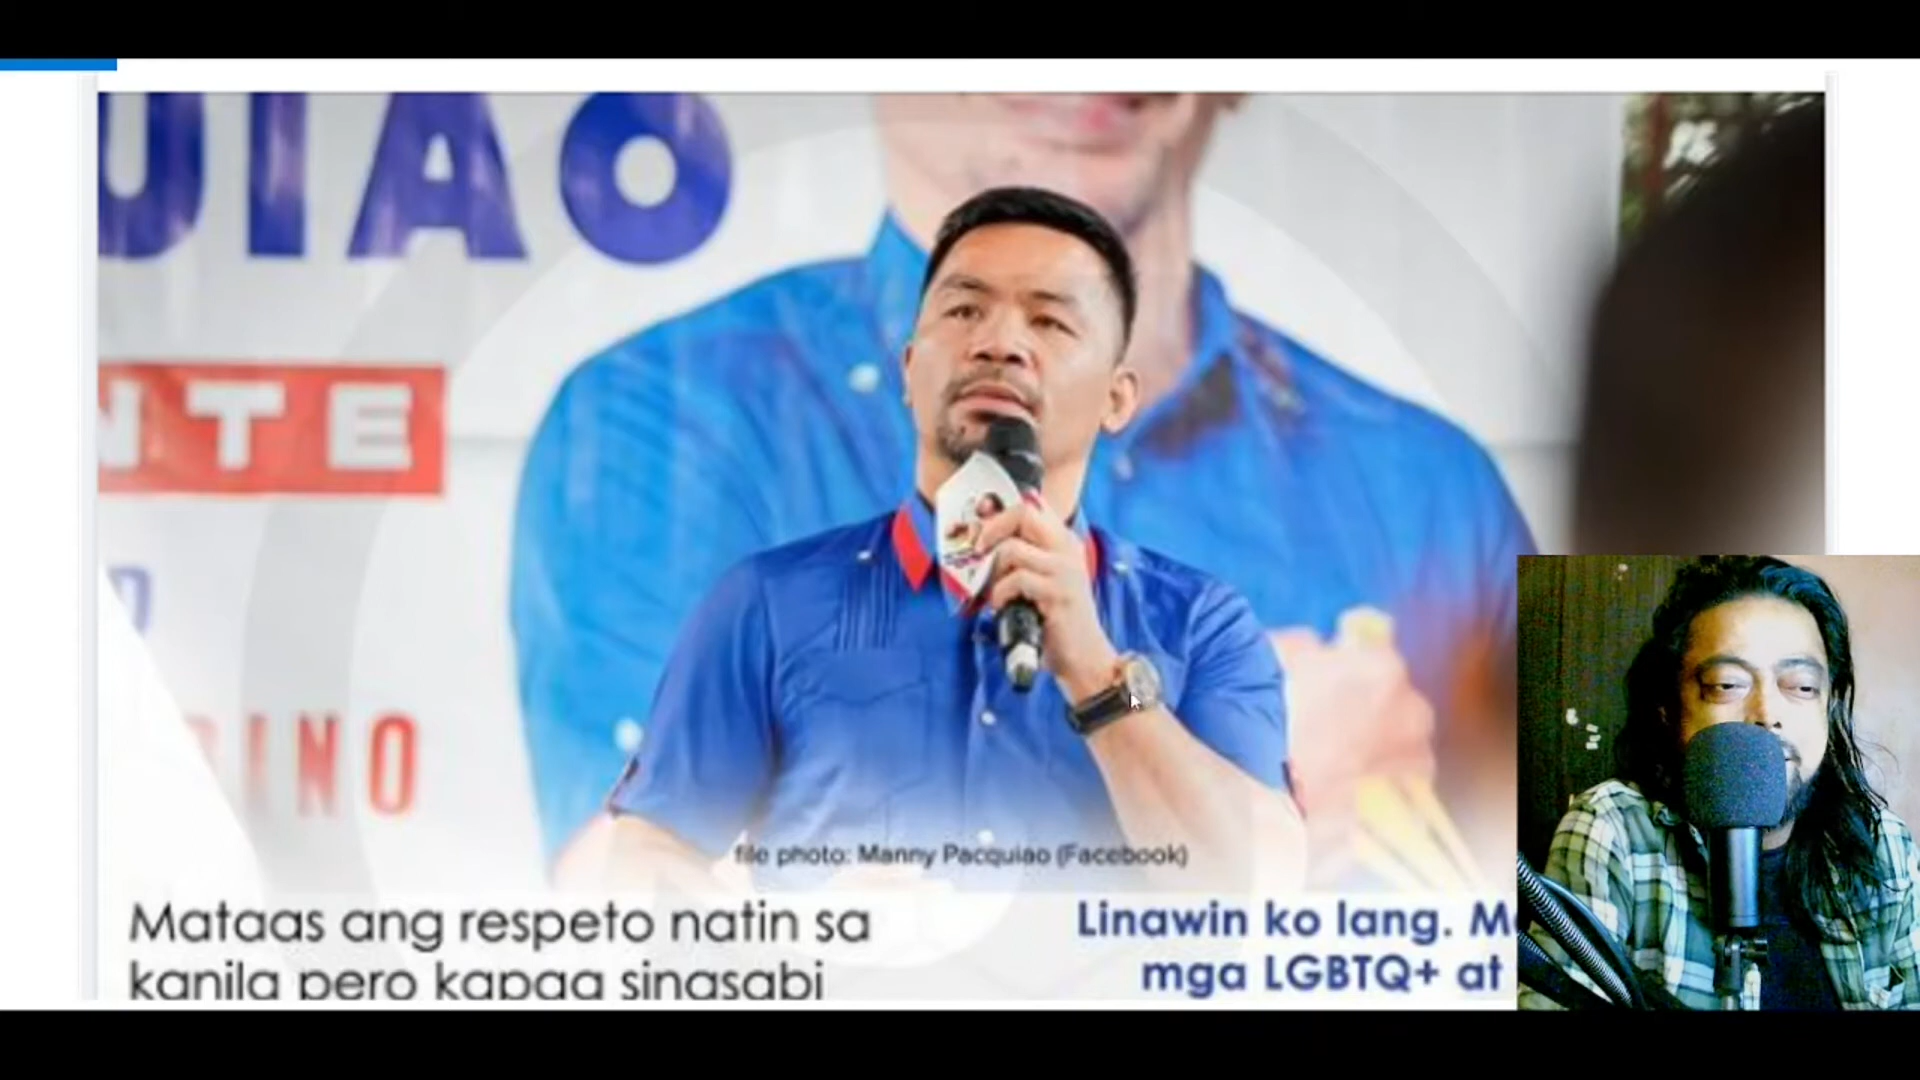 UIAO
NTE
INO
file photo: Manny Pacquiao (Facebook)
Mataas ang respeto natin sa
kanila pero kapag sinasabi
Linawin ko lang.
mga LGBTQ+ at